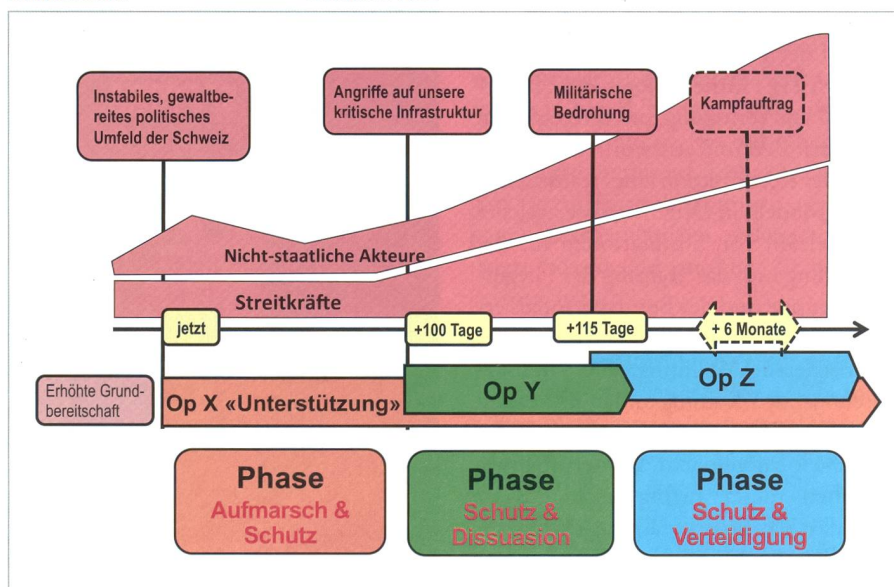 Instabiles, gewaltbe-
reites politisches
Umfeld der Schweiz
Angriffe auf unsere
kritische Infrastruktur
Militärische
Bedrohung
Kampfauftrag
Nicht-staatliche Akteure
Streitkräfte
jetzt
+100 Tage
+115 Tage
+ 6 Monate
Erhöhte Grund-
bereitschaft
Op X «Unterstützung»
Op Y
Op Z
Phase
Aufmarsch &
Schutz
Phase
Schutz &
Dissuasion
Phase
Schutz &
Verteidigung